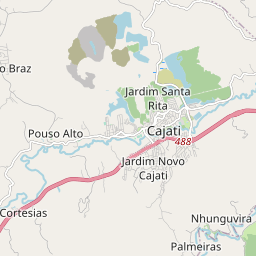 o Braz
Jardim Santa
Rita
Pouso Alto
Cajati
488
Jardim Novo
Cajati
Cortesias
Nhunguvira
Palmeiras